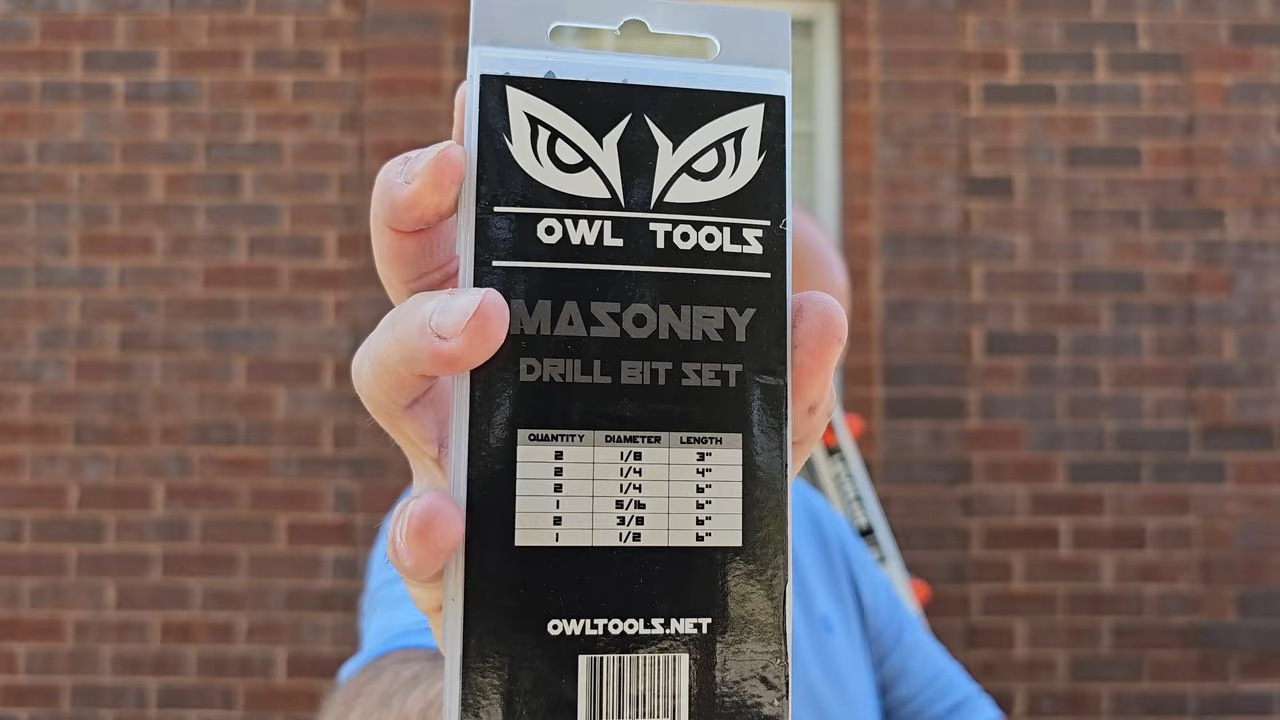 OWL TOOLS
MASONRY
DRILL BIT SET
QUANTITY DIAMETER LENGTH
2 1/8 3"
2 1/4 4"
2 1/4 6"
1 5/16 6"
2 3/8 6"
1 1/2 6"
OWLTOOLS.NET